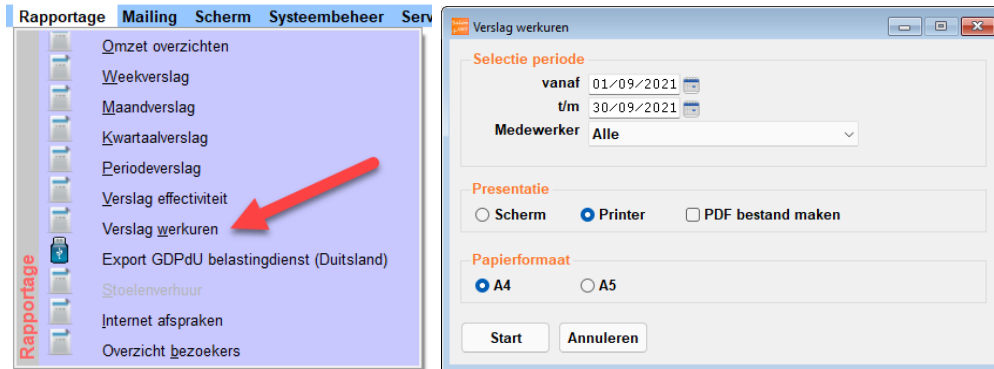 Rapportage Mailing Scherm Systeembeheer Serv
Omzet overzichten
Weekverslag
Maandverslag
Kwartaalverslag
Periodeverslag
Verslag effectiviteit
Verslag werkuren
Export GDPdU belastingdienst (Duitsland)
Stoelenverhuur
Internet afspraken
Overzicht bezoekers
Rapportage
Verslag werkuren
Selectie periode
vanaf 01/09/2021
t/m 30/09/2021
Medewerker Alle
Presentatie
Scherm Printer PDF bestand maken
Papierformaat
A4 A5
Start Annuleren